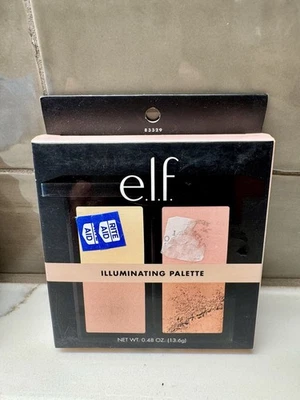 83329
e.l.f.
RITE
AID
RITE
AID
ILLUMINATING PALETTE
NET WT. 0.48 OZ. (13.6g)